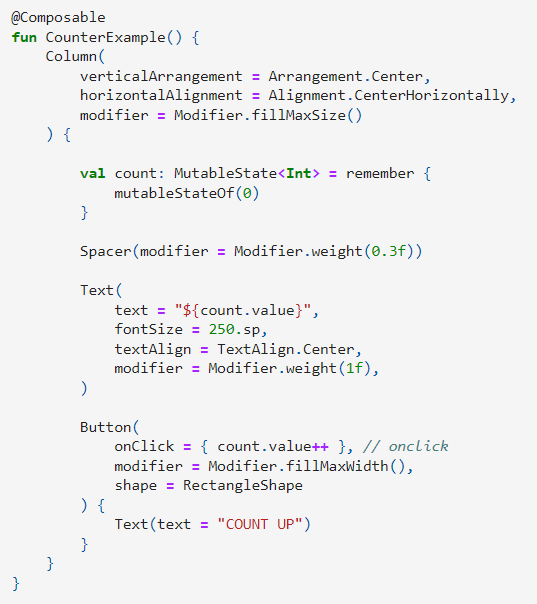 @Composable
fun CounterExample() {
    Column(
        verticalArrangement = Arrangement.Center,
        horizontalAlignment = Alignment.CenterHorizontally,
        modifier = Modifier.fillMaxSize()
    ) {

        val count: MutableState<Int> = remember {
            mutableStateOf(0)
        }

        Spacer(modifier = Modifier.weight(0.3f))

        Text(
            text = "${count.value}",
            fontSize = 250.sp,
            textAlign = TextAlign.Center,
            modifier = Modifier.weight(1f),
        )

        Button(
            onClick = { count.value++ }, // onclick
            modifier = Modifier.fillMaxWidth(),
            shape = RectangleShape
        ) {
            Text(text = "COUNT UP")
        }
    }
}